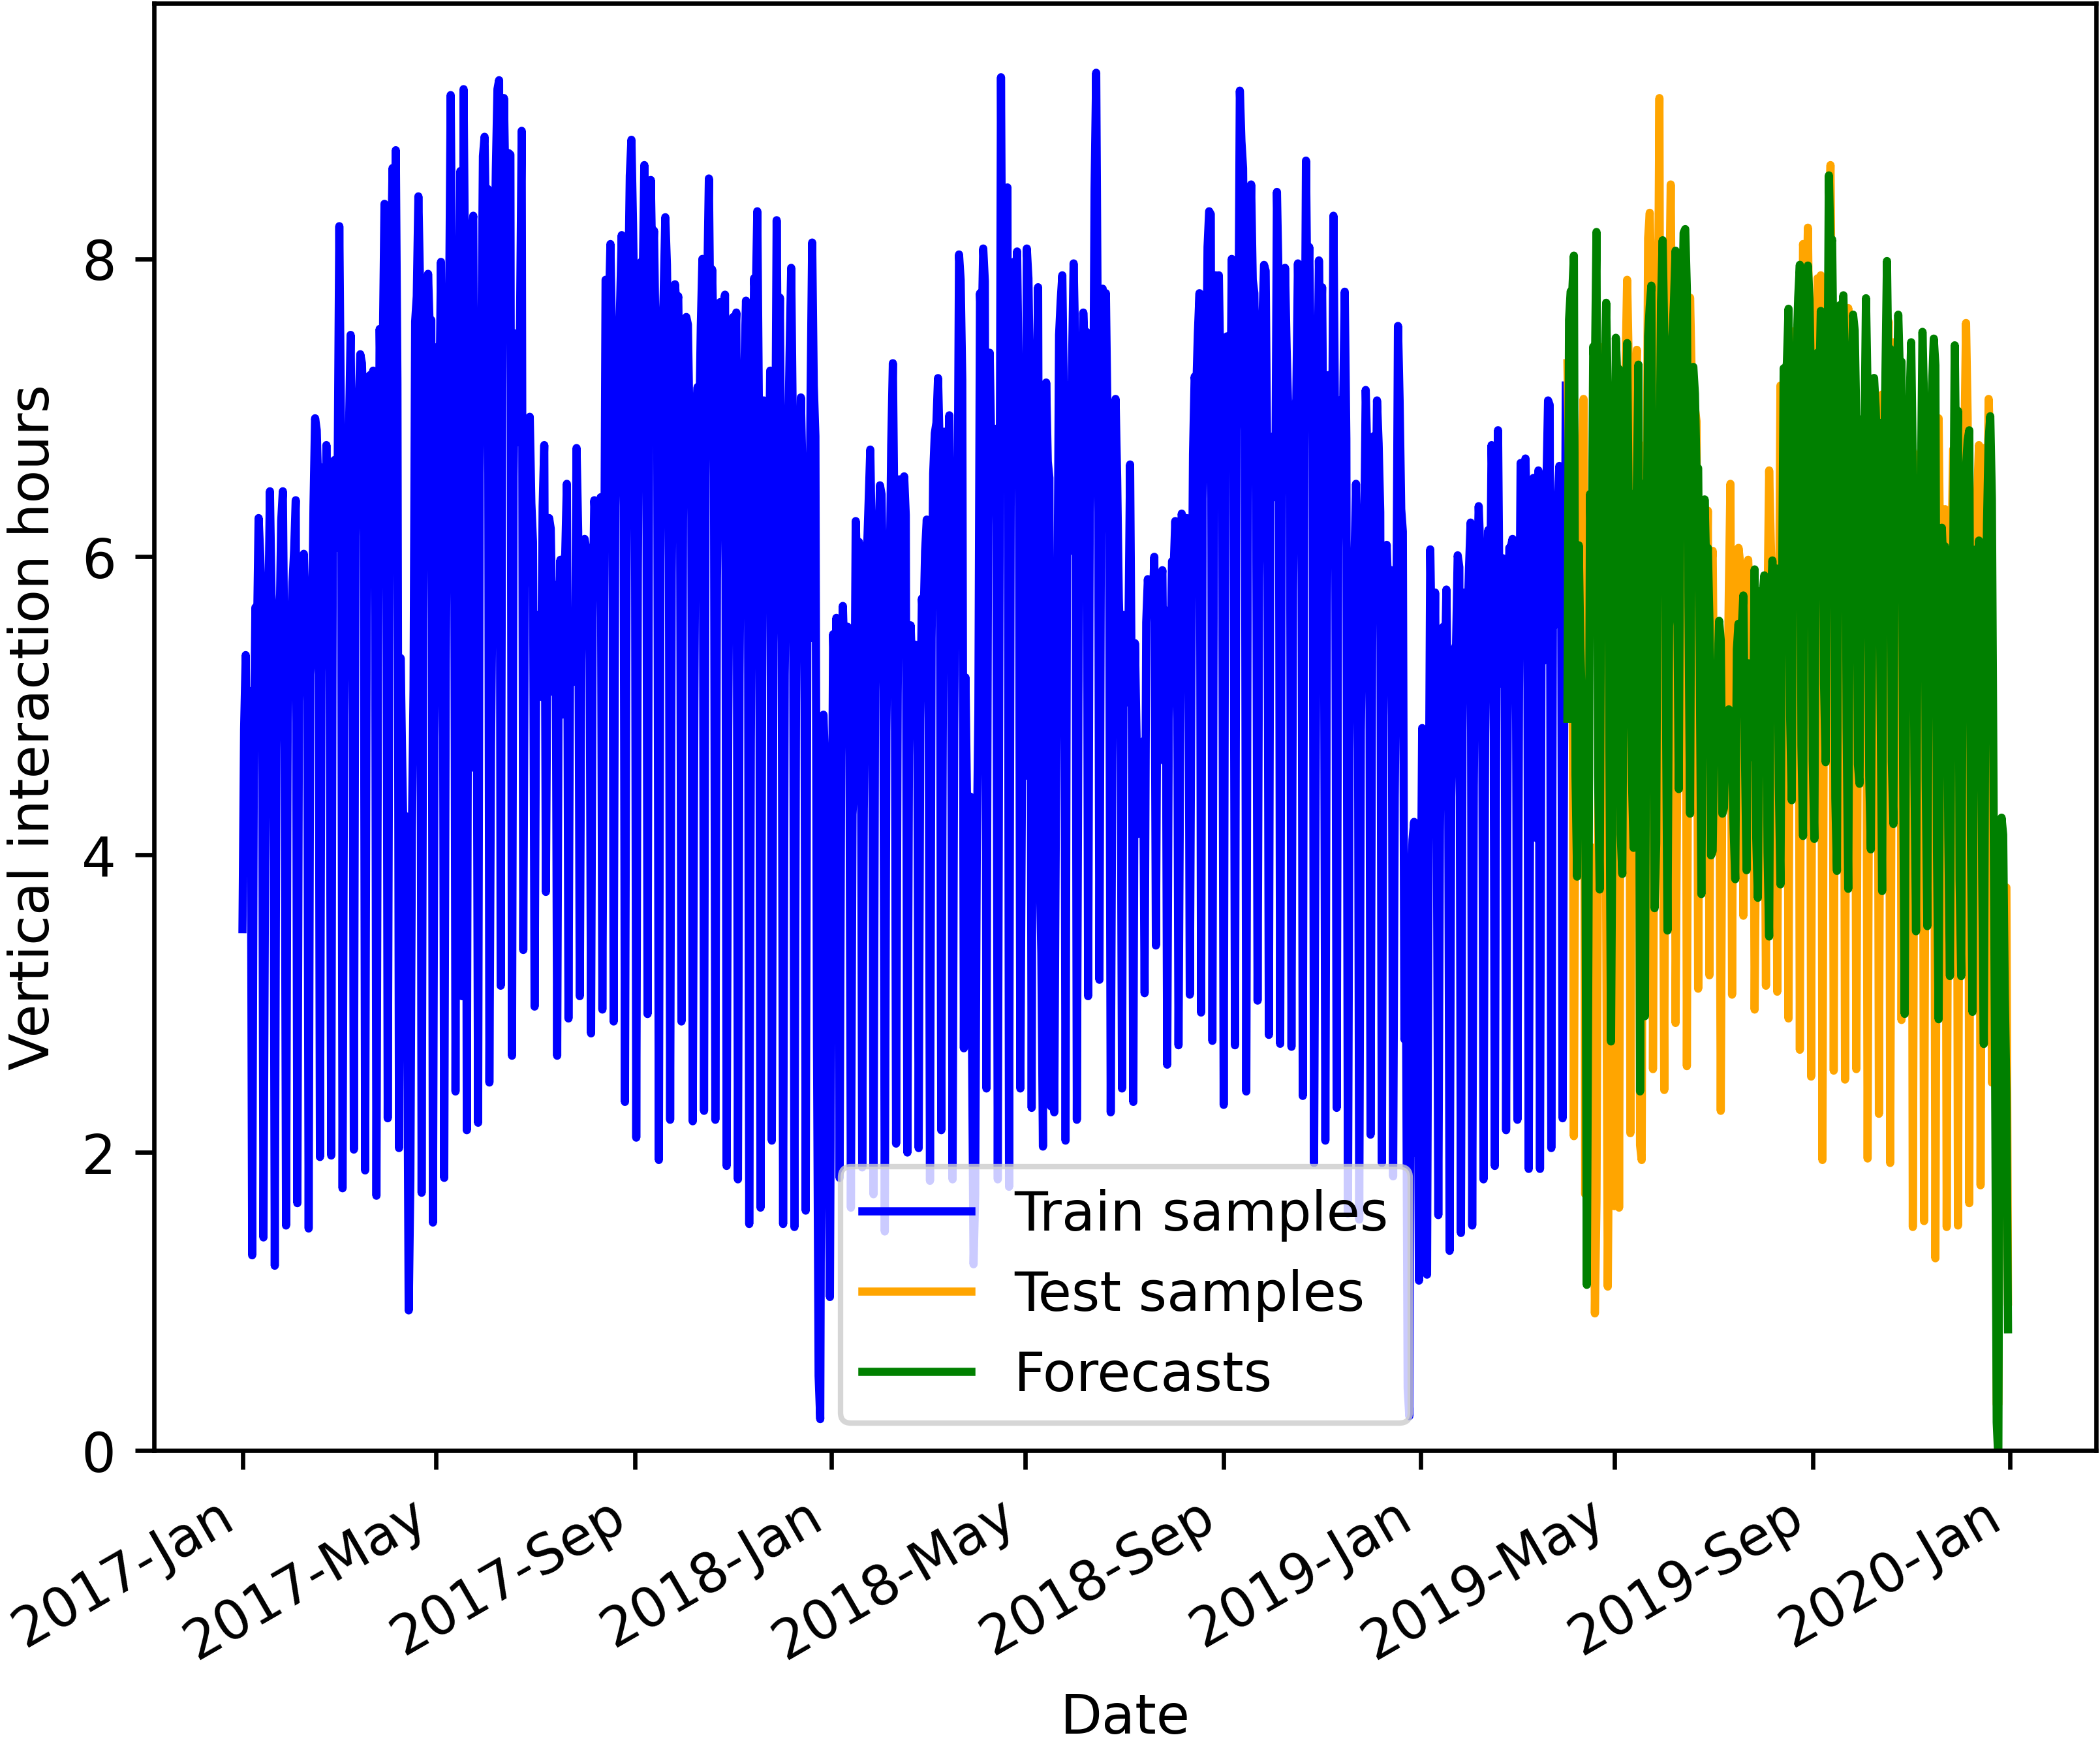 Vertical interaction hours
8
6
4
2
0
Train samples
Test samples
Forecasts
2017-Jan
2017-May
2017-Sep
2018-Jan
2018-May
2018-Sep
2019-Jan
2019-May
2019-Sep
2020-Jan
Date